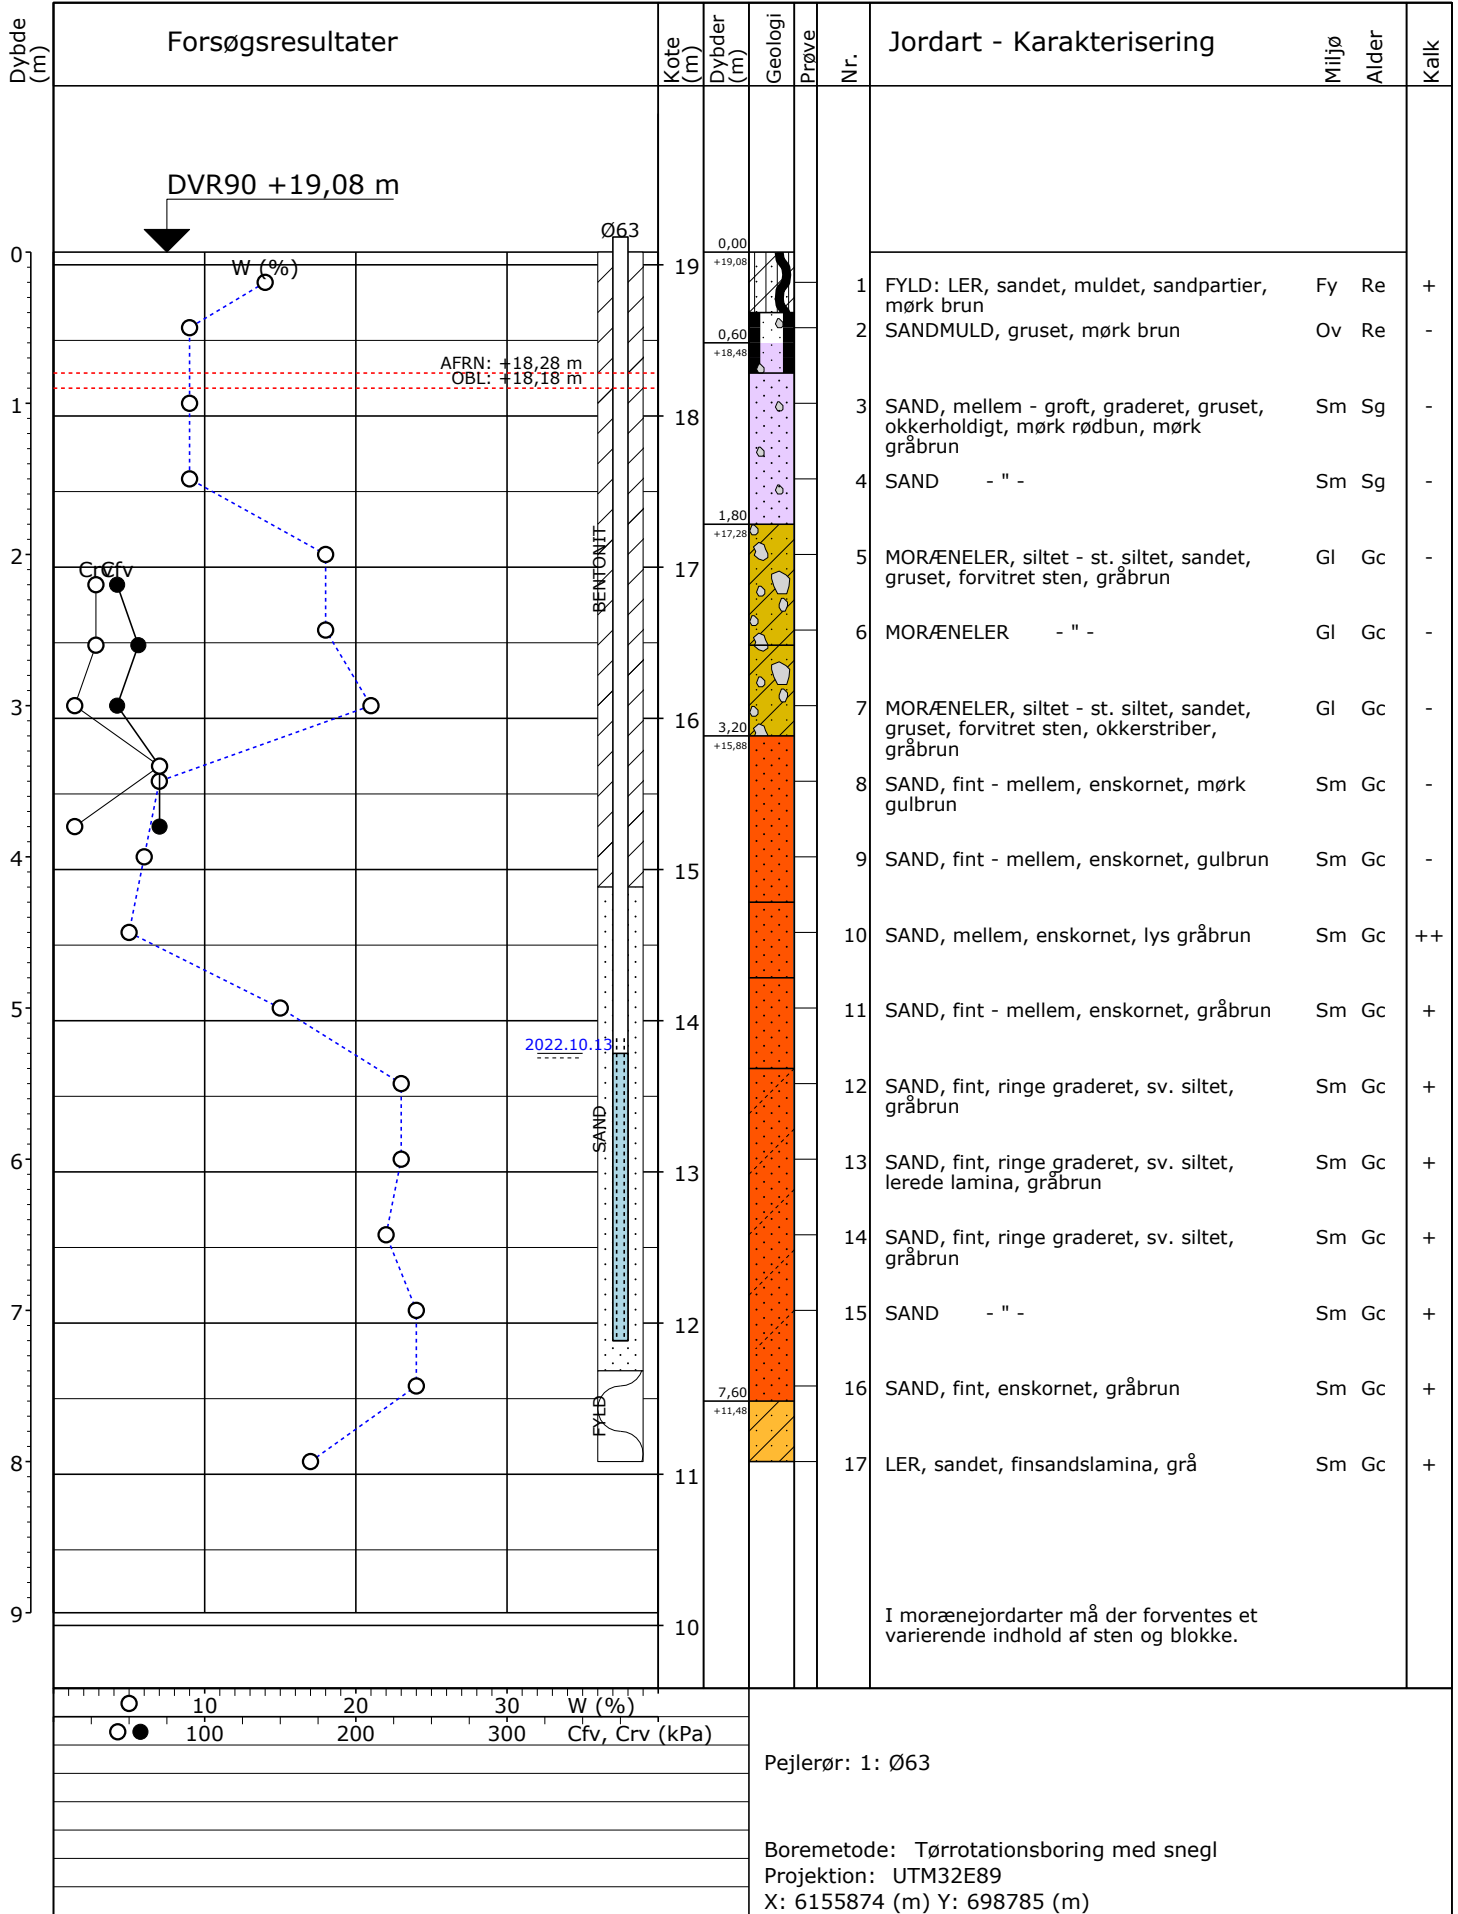 Dybde (m)
Forsøgsresultater
Kote (m)
Dybder (m)
Geologi
Prøve
Nr.
Jordart - Karakterisering
Miljø
Alder
Kalk
DVR90 +19,08 m
Ø63
0
W (%)
19
0,00
+19,08
1 FYLD: LER, sandet, muldet, sandpartier, Fy Re +
mørk brun
0,60
+18,48
2 SANDMULD, gruset, mørk brun Ov Re -
AFRN: +18,28 m
OBL: +18,18 m
1
18
3 SAND, mellem - groft, graderet, gruset, Sm Sg -
okkerholdigt, mørk rødbun, mørk
gråbrun
4 SAND - " - Sm Sg -
1,80
+17,28
2
Crv
Cfv
BENTONIT
17
5 MORÆNELER, siltet - st. siltet, sandet, Gl Gc -
gruset, forvitret sten, gråbrun
6 MORÆNELER - " - Gl Gc -
3
16
3,20
+15,88
7 MORÆNELER, siltet - st. siltet, sandet, Gl Gc -
gruset, forvitret sten, okkerstriber,
gråbrun
8 SAND, fint - mellem, enskornet, mørk Sm Gc -
gulbrun
4
15
9 SAND, fint - mellem, enskornet, gulbrun Sm Gc -
10 SAND, mellem, enskornet, lys gråbrun Sm Gc ++
5
14
11 SAND, fint - mellem, enskornet, gråbrun Sm Gc +
2022.10.13
12 SAND, fint, ringe graderet, sv. siltet, Sm Gc +
gråbrun
SAND
6
13
13 SAND, fint, ringe graderet, sv. siltet, Sm Gc +
lerede lamina, gråbrun
14 SAND, fint, ringe graderet, sv. siltet, Sm Gc +
gråbrun
7
12
15 SAND - " - Sm Gc +
7,60
+11,48
16 SAND, fint, enskornet, gråbrun Sm Gc +
FYLD
8
11
17 LER, sandet, finsandslamina, grå Sm Gc +
9
10
I morænejordarter må der forventes et
varierende indhold af sten og blokke.
10 20 30 W (%)
100 200 300 Cfv, Crv (kPa)
Pejlerør: 1: Ø63
Boremetode: Tørrotationsboring med snegl
Projektion: UTM32E89
X: 6155874 (m) Y: 698785 (m)